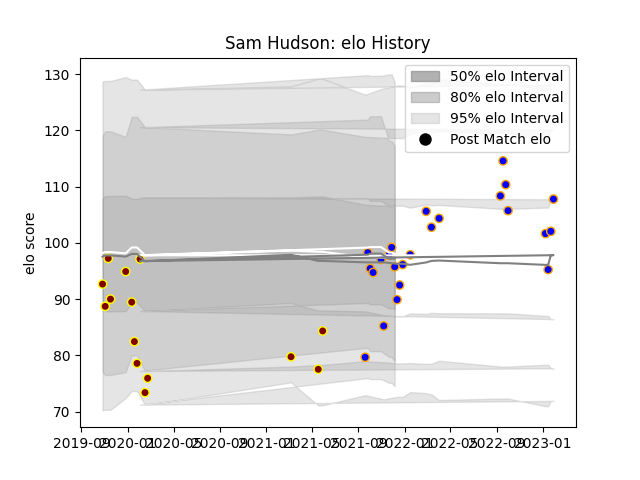 Sam Hudson: elo History
50% elo Interval
80% elo Interval
95% elo Interval
Post Match elo
elo score
130
120
110
100
90
80
70
2019-09 2020-01 2020-05 2020-09 2021-01 2021-05 2021-09 2022-01 2022-05 2022-09 2023-01